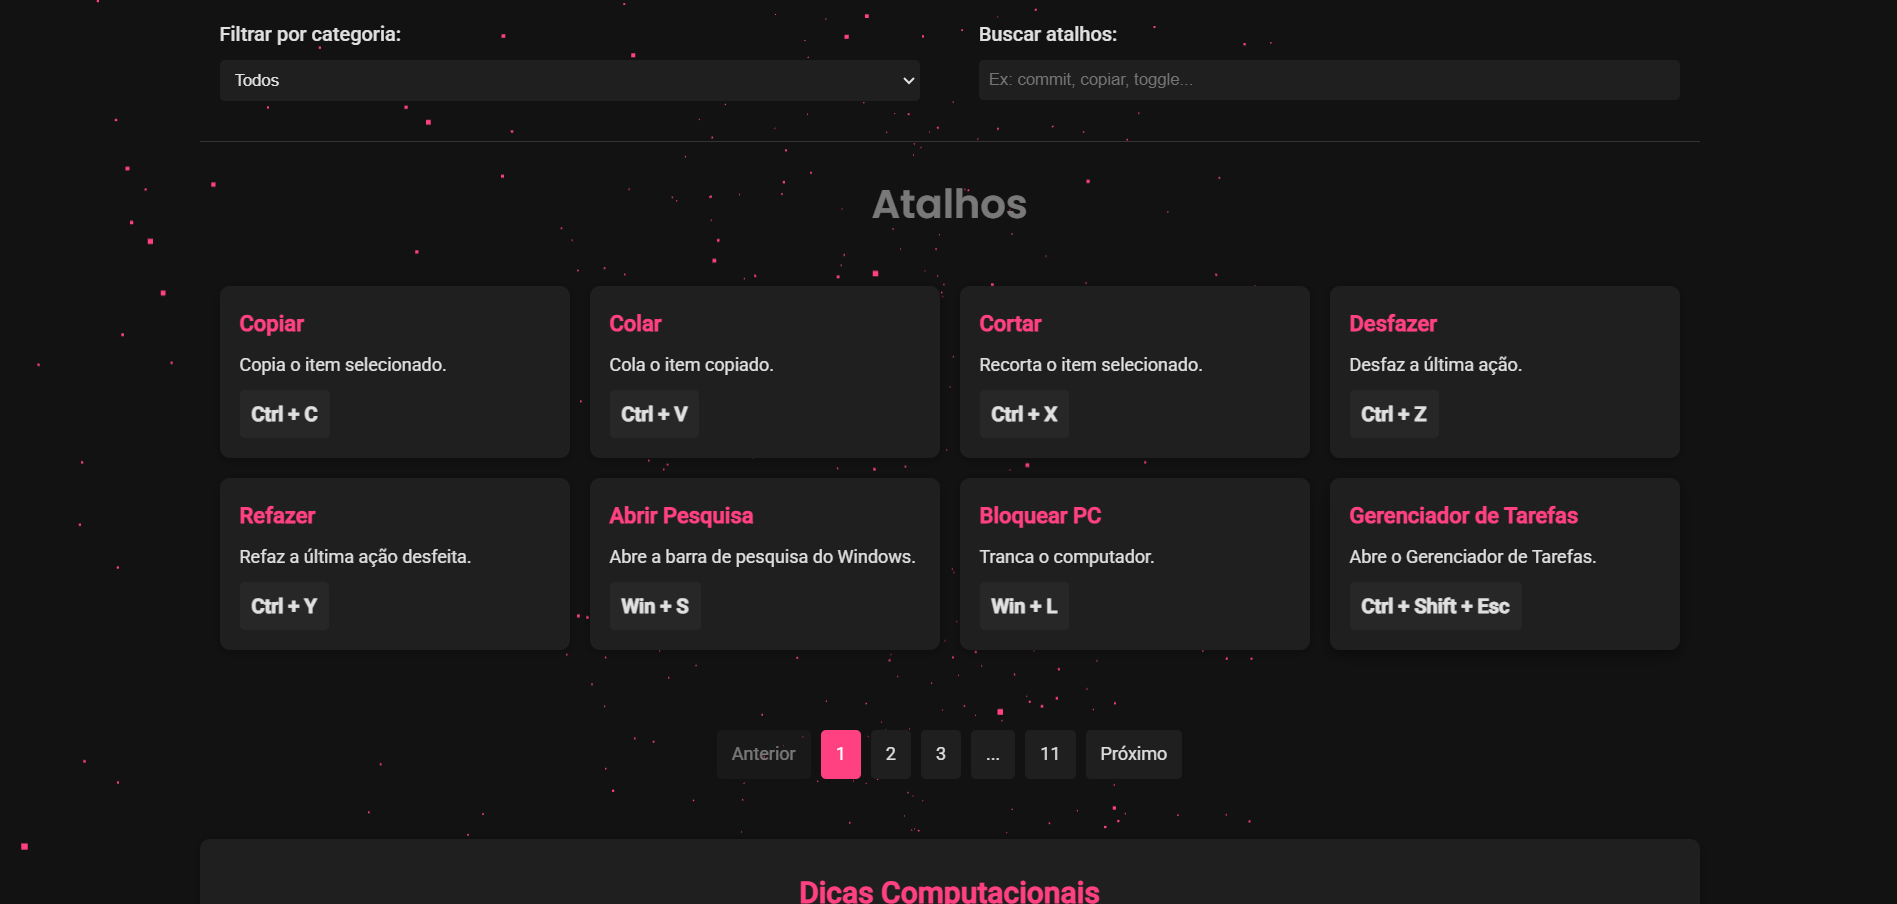 Filtrar por categoria:
Buscar atalhos:
Todos
Ex: commit, copiar, toggle...
Atalhos
Copiar
Copia o item selecionado.
Ctrl + C
Colar
Cola o item copiado.
Ctrl + V
Cortar
Recorta o item selecionado.
Ctrl + X
Desfazer
Desfaz a última ação.
Ctrl + Z
Refazer
Refaz a última ação desfeita.
Ctrl + Y
Abrir Pesquisa
Abre a barra de pesquisa do Windows.
Win + S
Bloquear PC
Tranca o computador.
Win + L
Gerenciador de Tarefas
Abre o Gerenciador de Tarefas.
Ctrl + Shift + Esc
Anterior 1 2 3 ... 11 Próximo
Dicas Computacionais